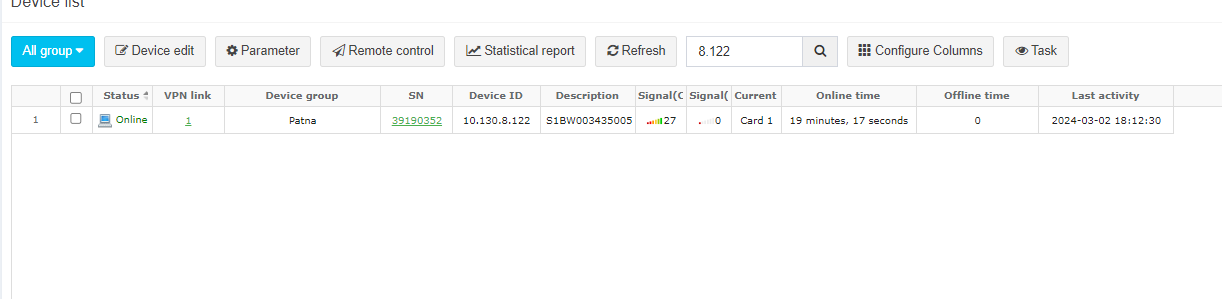 Device list
All group Device edit Parameter Remote control Statistical report Refresh 8.122 Configure Columns Task
Status VPN link Device group SN Device ID Description Signal(C Signal( Current Online time Offline time Last activity
1 Online 1 Patna 39190352 10.130.8.122 S1BW003435005 27 0 Card 1 19 minutes, 17 seconds 0 2024-03-02 18:12:30